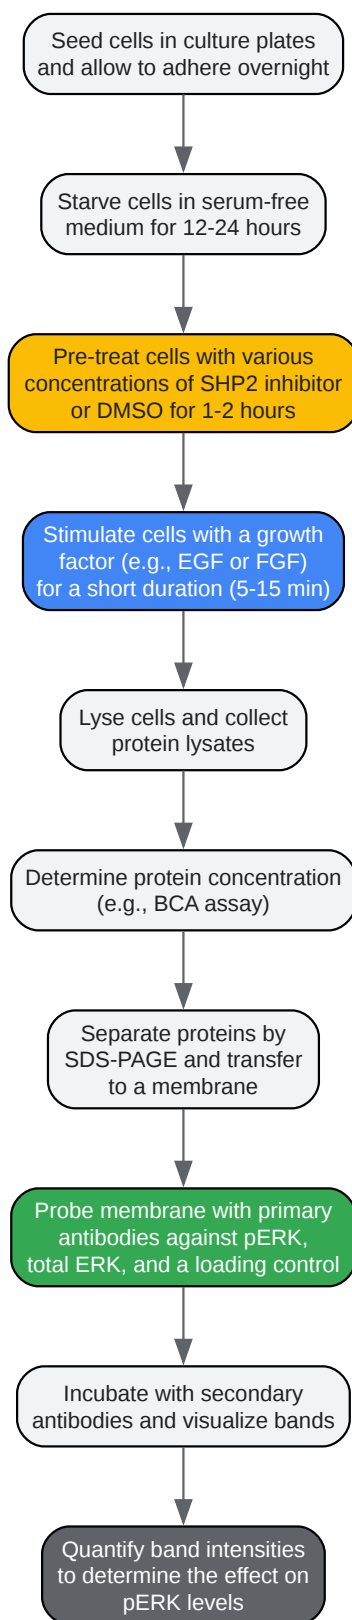 Seed cells in culture plates
and allow to adhere overnight
Starve cells in serum-free
medium for 12-24 hours
Pre-treat cells with various
concentrations of SHP2 inhibitor
or DMSO for 1-2 hours
Stimulate cells with a growth
factor (e.g., EGF or FGF)
for a short duration (5-15 min)
Lyse cells and collect
protein lysates
Determine protein concentration
(e.g., BCA assay)
Separate proteins by
SDS-PAGE and transfer
to a membrane
Probe membrane with primary
antibodies against pERK,
total ERK, and a loading control
Incubate with secondary
antibodies and visualize bands
Quantify band intensities
to determine the effect on
pERK levels